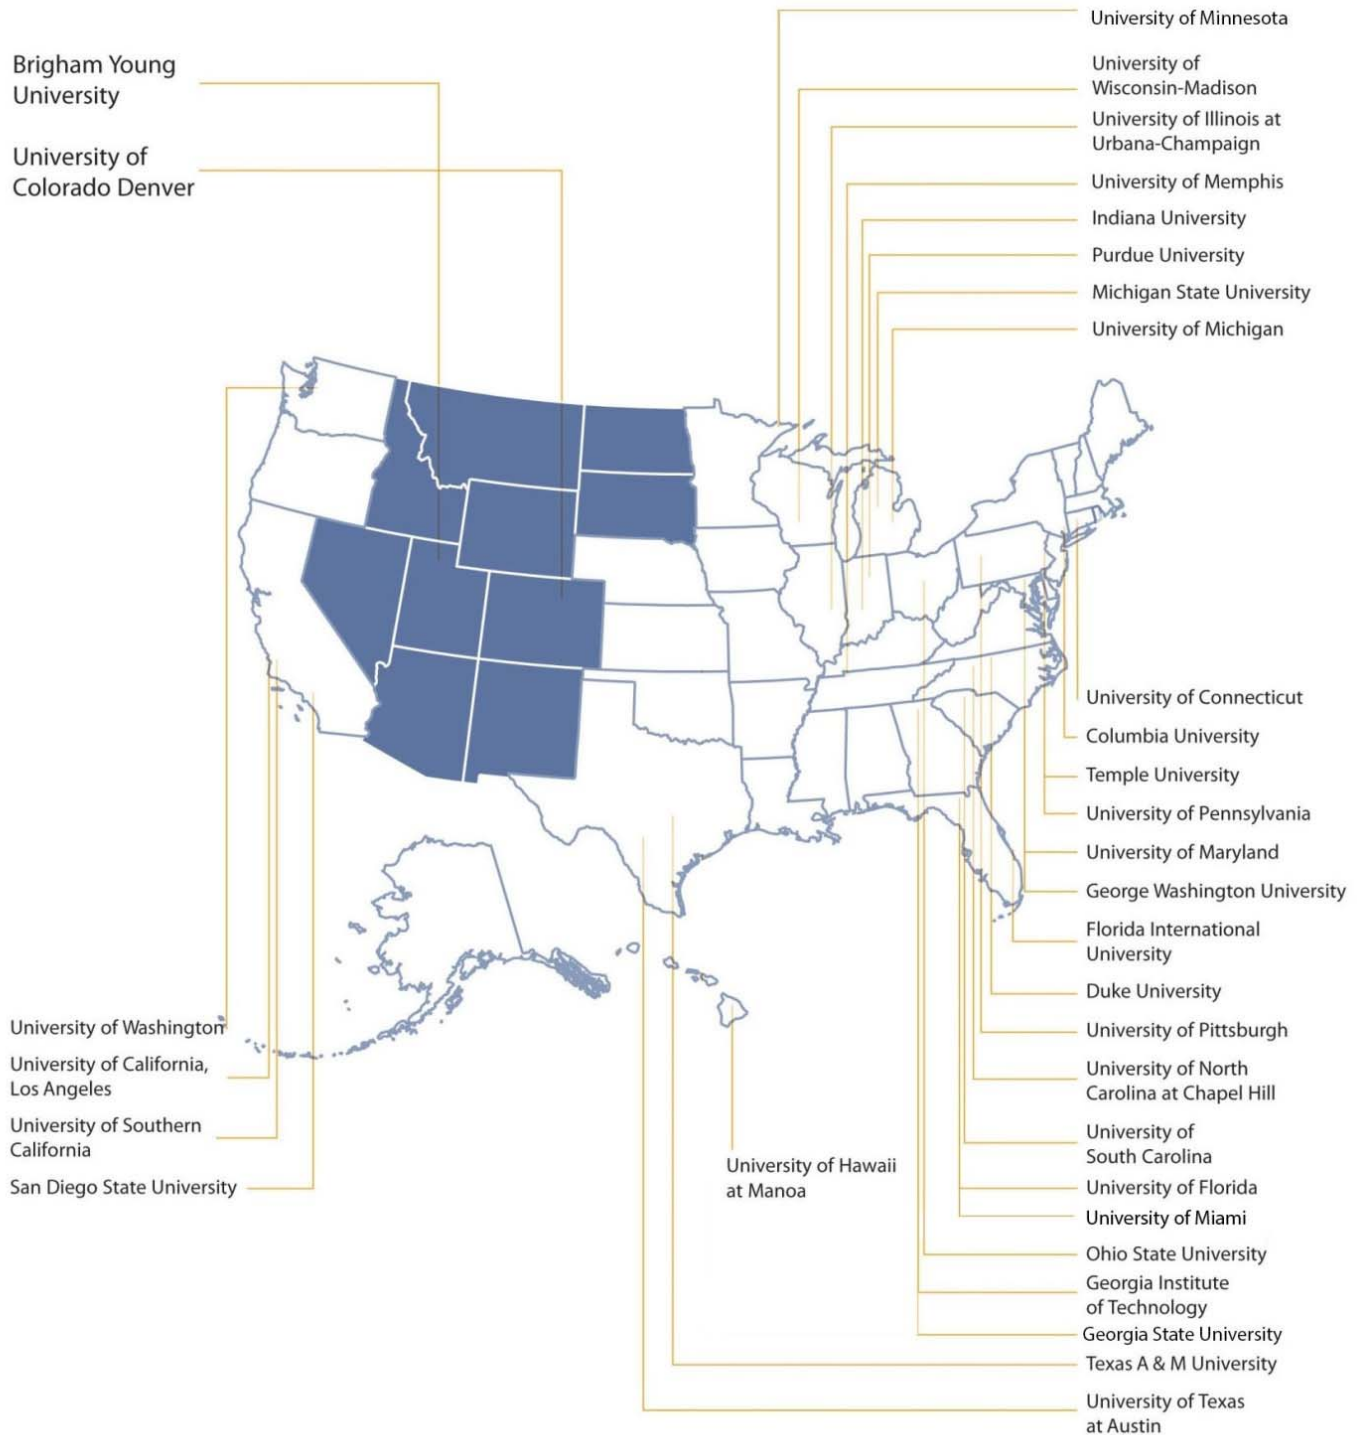 Brigham Young
University
University of
Colorado Denver
University of Minnesota
University of
Wisconsin-Madison
University of Illinois at
Urbana-Champaign
University of Memphis
Indiana University
Purdue University
Michigan State University
University of Michigan
University of Connecticut
Columbia University
Temple University
University of Pennsylvania
University of Maryland
George Washington University
Florida International
University
Duke University
University of Pittsburgh
University of North
Carolina at Chapel Hill
University of
South Carolina
University of Florida
University of Miami
Ohio State University
Georgia Institute
of Technology
Georgia State University
Texas A & M University
University of Texas
at Austin
University of Washington
University of California,
Los Angeles
University of Southern
California
San Diego State University
University of Hawaii
at Manoa